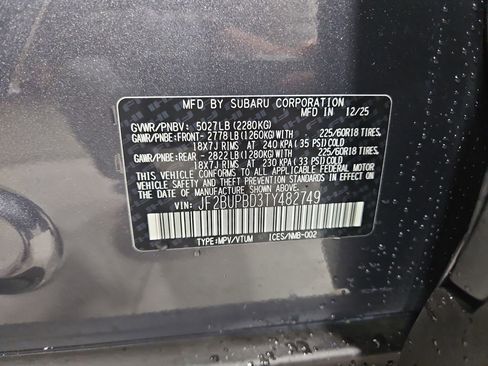 MFD BY SUBARU CORPORATION
MFD IN 12/25
GVWR/PNBV: 5027LB(2280KG)
GAWR/PNBE:FRONT- 2778LB(1260KG)WITH 225/60R18 TIRES,
18X7J RIMS AT 240 KPA(35 PSI)COLD
GAWR/PNBE:REAR - 2822LB(1280KG)WITH 225/60R18 TIRES,
18X7J RIMS AT 230 KPA(33 PSI)COLD
THIS VEHICLE CONFORMS TO ALL APPLICABLE FEDERAL MOTOR
VEHICLE SAFETY STANDARDS IN EFFECT ON THE DATE OF
MANUFACTURE SHOWN ABOVE.
VIN: JF2BUPBD3TY482749
TYPE:MPV/VTUM ICES/NMB-002